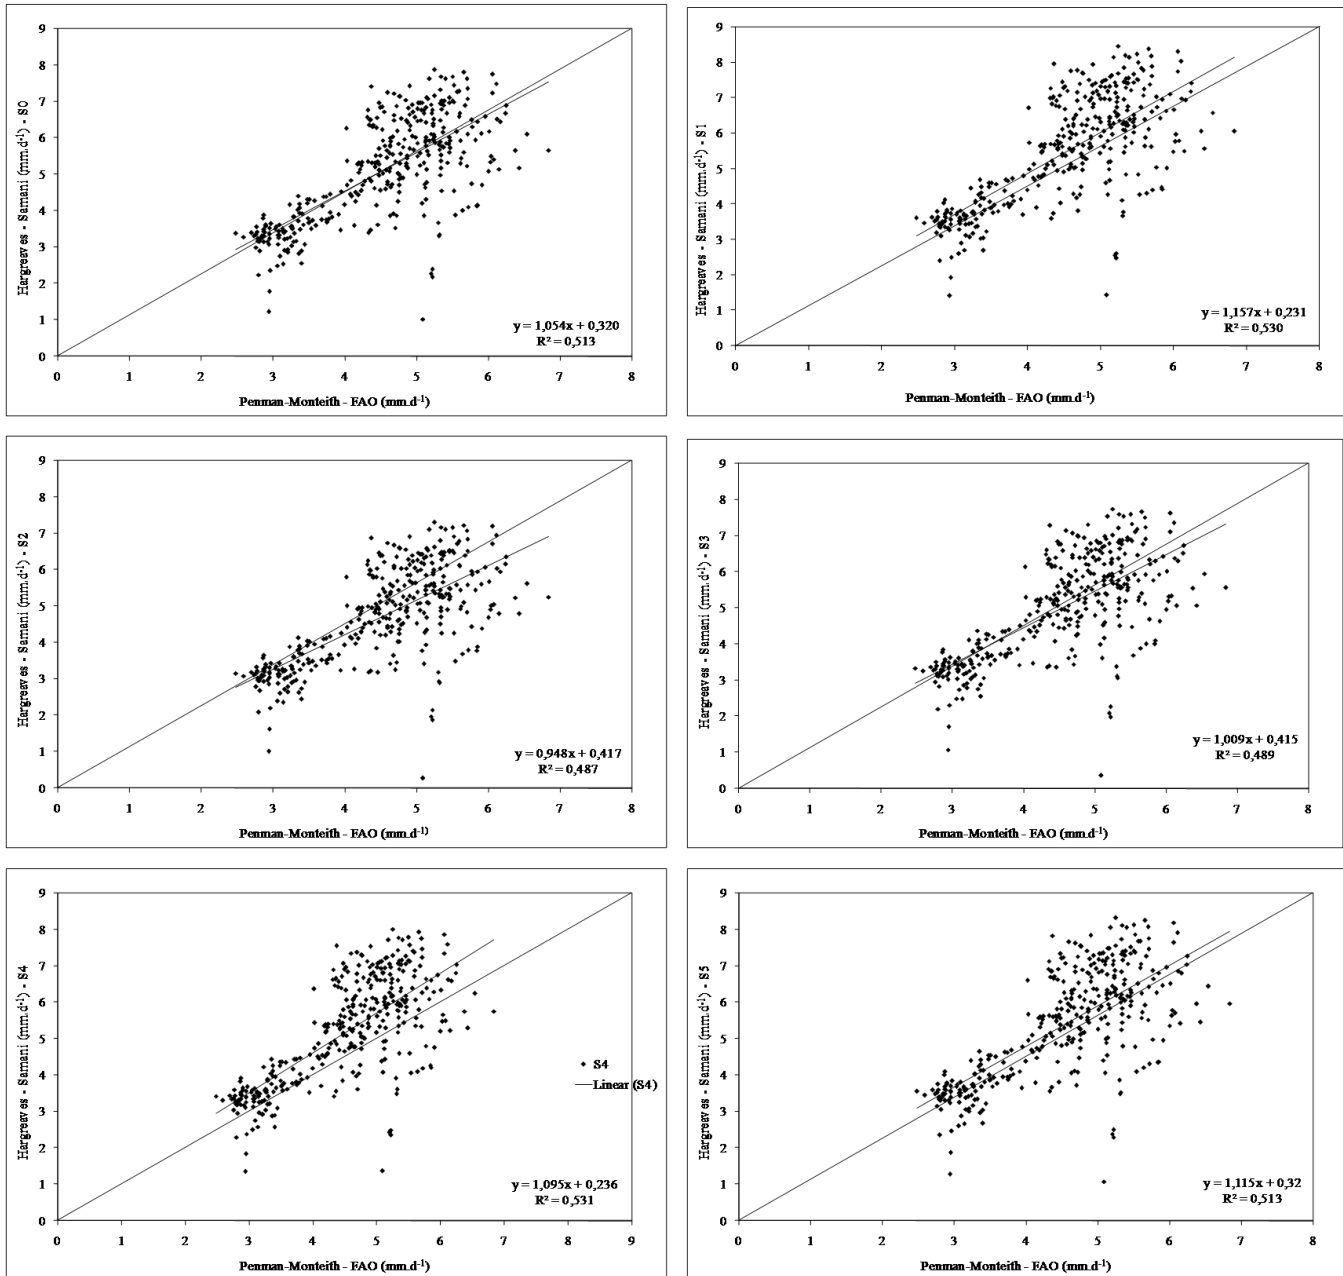 9
8
7
6
5
4
3
2
1
0
Hargreaves - Samani (mm.d-1) - S0
y = 1,054x + 0,320
R² = 0,513
0 1 2 3 4 5 6 7 8
Penman-Monteith - FAO (mm.d-1)
9
8
7
6
5
4
3
2
1
0
Hargreaves - Samani (mm.d-1) - S1
y = 1,157x + 0,231
R² = 0,530
0 1 2 3 4 5 6 7 8
Penman-Monteith - FAO (mm.d-1)
9
8
7
6
5
4
3
2
1
0
Hargreaves - Samani (mm.d-1) - S2
y = 0,948x + 0,417
R² = 0,487
0 1 2 3 4 5 6 7 8
Penman-Monteith - FAO (mm.d-1)
9
8
7
6
5
4
3
2
1
0
Hargreaves - Samani (mm.d-1) - S3
y = 1,009x + 0,415
R² = 0,489
0 1 2 3 4 5 6 7 8
Penman-Monteith - FAO (mm.d-1)
9
8
7
6
5
4
3
2
1
0
Hargreaves - Samani (mm.d-1) - S4
S4
Linear (S4)
y = 1,095x + 0,236
R² = 0,531
0 1 2 3 4 5 6 7 8 9
Penman-Monteith - FAO (mm.d-1)
9
8
7
6
5
4
3
2
1
0
Hargreaves - Samani (mm.d-1) - S5
y = 1,115x + 0,32
R² = 0,513
0 1 2 3 4 5 6 7 8
Penman-Monteith - FAO (mm.d-1)